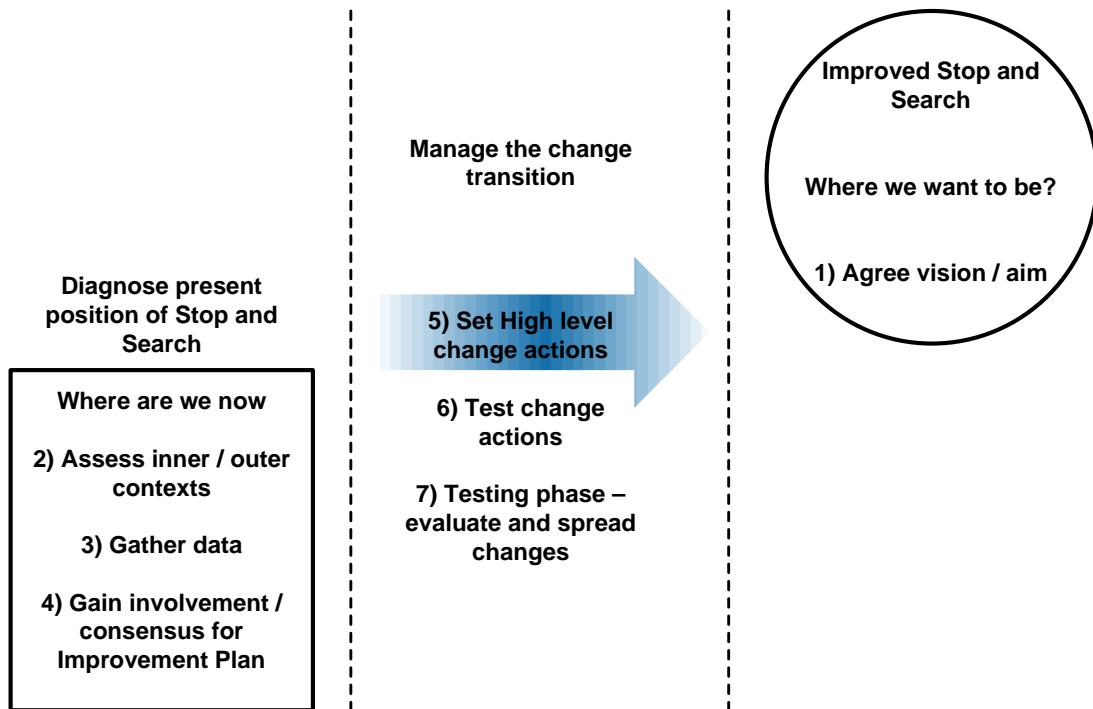 Diagnose present
position of Stop and
Search
Where are we now
2) Assess inner / outer
contexts
3) Gather data
4) Gain involvement /
consensus for
Improvement Plan
Manage the change
transition
5) Set High level
change actions
6) Test change
actions
7) Testing phase –
evaluate and spread
changes
Improved Stop and
Search
Where we want to be?
1) Agree vision / aim